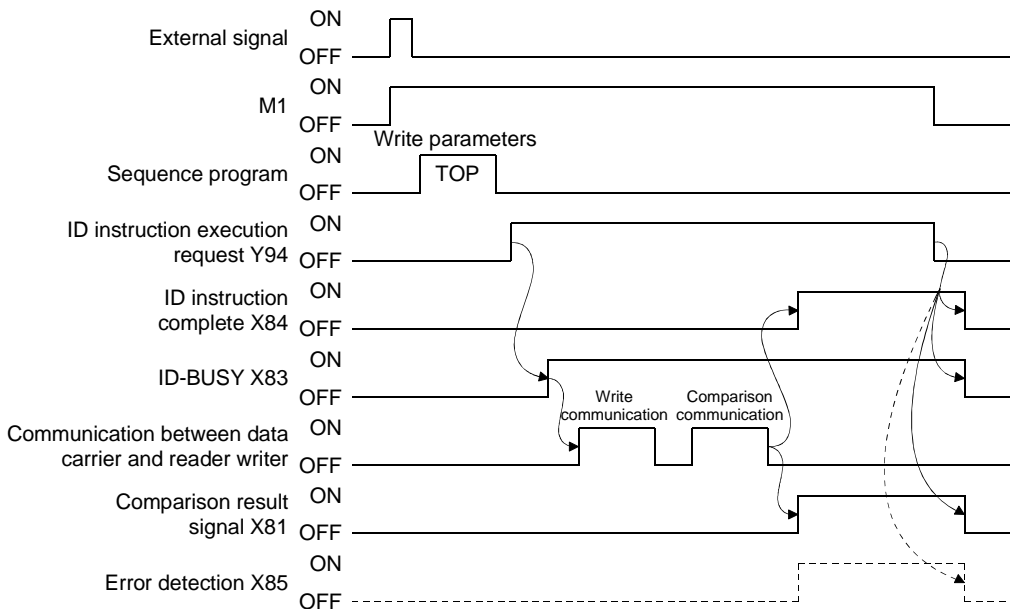 ON
External signal
OFF
ON
M1
OFF
Write parameters
ON
Sequence program
TOP
OFF
ON
ID instruction execution
request Y94
OFF
ON
ID instruction
complete X84
OFF
ON
ID-BUSY X83
OFF
Write
communication
Comparison
communication
ON
Communication between data
carrier and reader writer
OFF
ON
Comparison result
signal X81
OFF
ON
Error detection X85
OFF